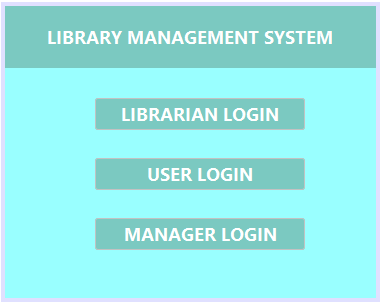 LIBRARY MANAGEMENT SYSTEM
LIBRARIAN LOGIN
USER LOGIN
MANAGER LOGIN